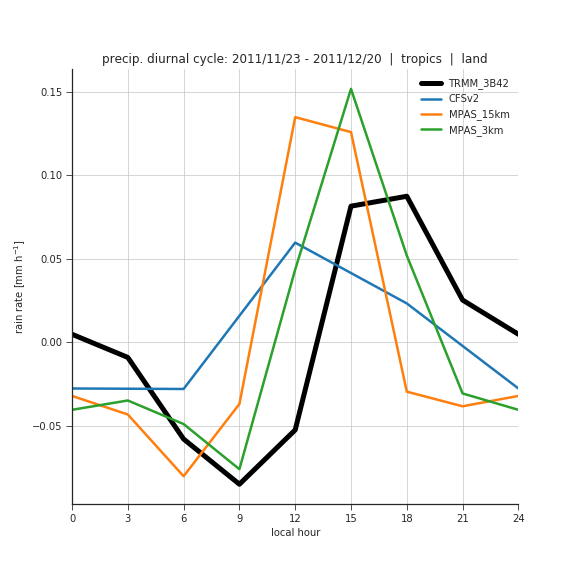 precip. diurnal cycle: 2011/11/23 - 2011/12/20 | tropics | land
TRMM_3B42
CFSv2
MPAS_15km
MPAS_3km
rain rate [mm h⁻¹]
0.15
0.10
0.05
0.00
−0.05
0 3 6 9 12 15 18 21 24
local hour